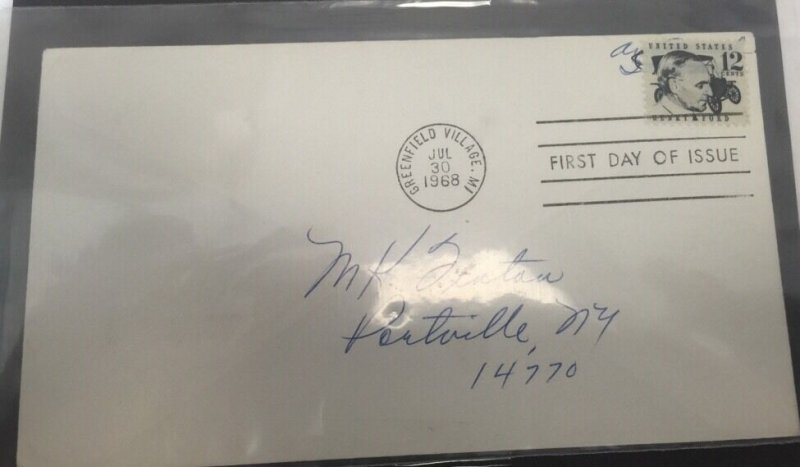 UNITED STATES
12 CENTS
HENRY FORD
GREENFIELD VILLAGE, MI
JUL
30
1968
FIRST DAY OF ISSUE
M K
Portville, NY
14770